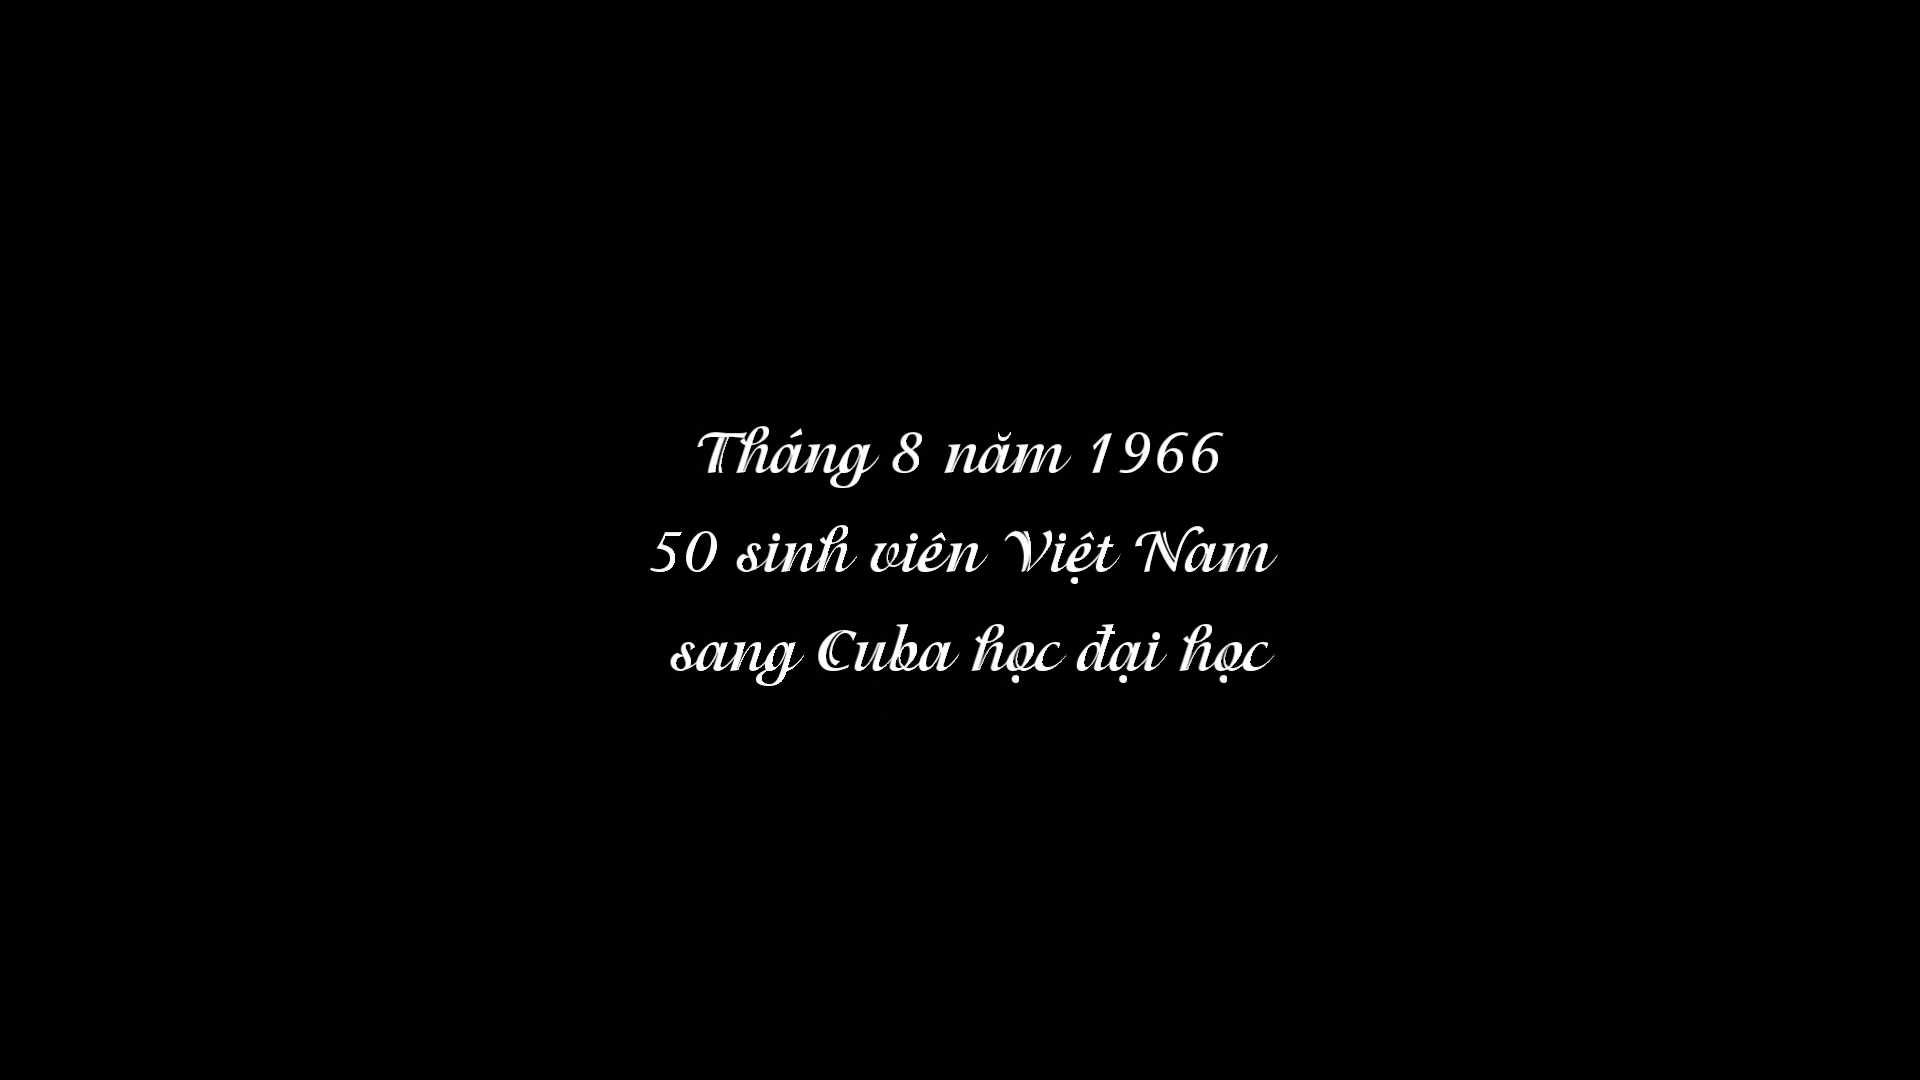 Tháng 8 năm 1966
50 sinh viên Việt Nam
sang Cuba học đại học